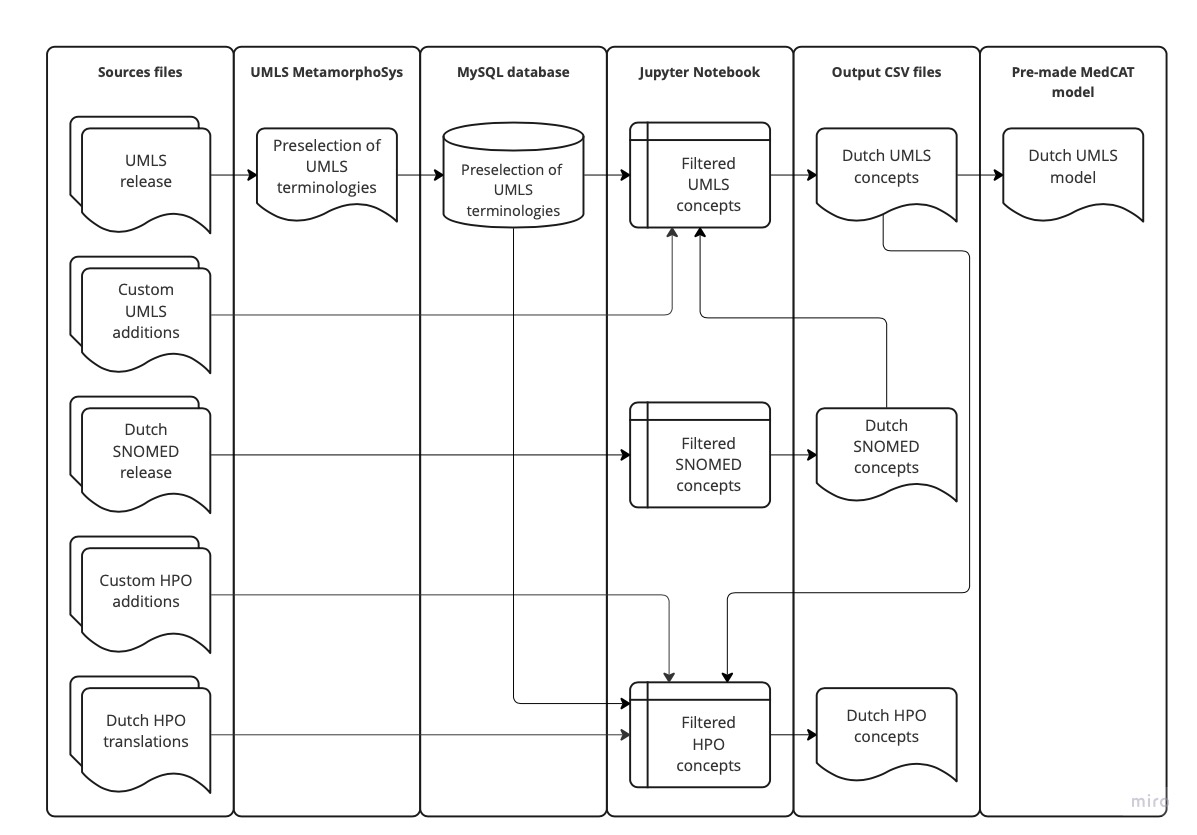 Sources files
UMLS MetamorphoSys
MySQL database
Jupyter Notebook
Output CSV files
Pre-made MedCAT
model
UMLS
release
Preselection of
UMLS
terminologies
Preselection of
UMLS
terminologies
Filtered
UMLS
concepts
Dutch UMLS
concepts
Dutch UMLS
model
Custom
UMLS
additions
Dutch
SNOMED
release
Filtered
SNOMED
concepts
Dutch
SNOMED
concepts
Custom HPO
additions
Dutch HPO
translations
Filtered
HPO
concepts
Dutch HPO
concepts
miro